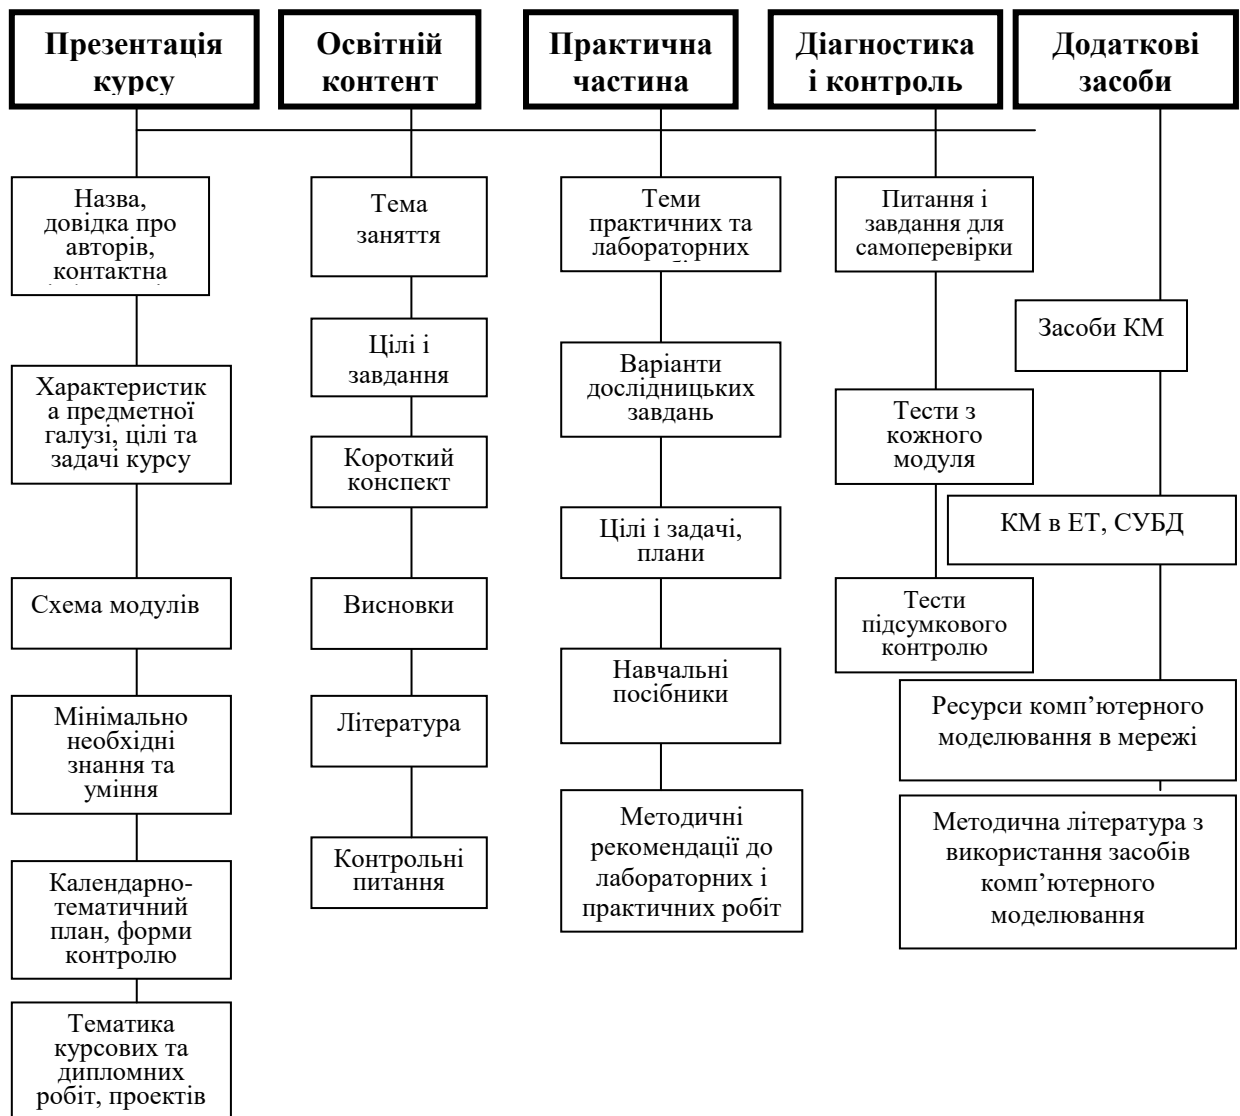 Презентація
курсу
Освітній
контент
Практична
частина
Діагностика
і контроль
Додаткові
засоби
Назва,
довідка про
авторів,
контактна
Характеристик
а предметної
галузі, цілі та
задачі курсу
Схема модулів
Мінімально
необхідні
знання та
уміння
Календарно-
тематичний
план, форми
контролю
Тематика
курсових та
дипломних
робіт, проектів
Тема
заняття
Цілі і
завдання
Короткий
конспект
Висновки
Література
Контрольні
питання
Теми
практичних та
лабораторних
Варіанти
дослідницьких
завдань
Цілі і задачі,
плани
Навчальні
посібники
Методичні
рекомендації до
лабораторних і
практичних робіт
Питання і
завдання для
самоперевірки
Тести з
кожного
модуля
Тести
підсумкового
контролю
Засоби КМ
КМ в ЕТ, СУБД
Ресурси комп’ютерного
моделювання в мережі
Методична література з
використання засобів
комп’ютерного
моделювання